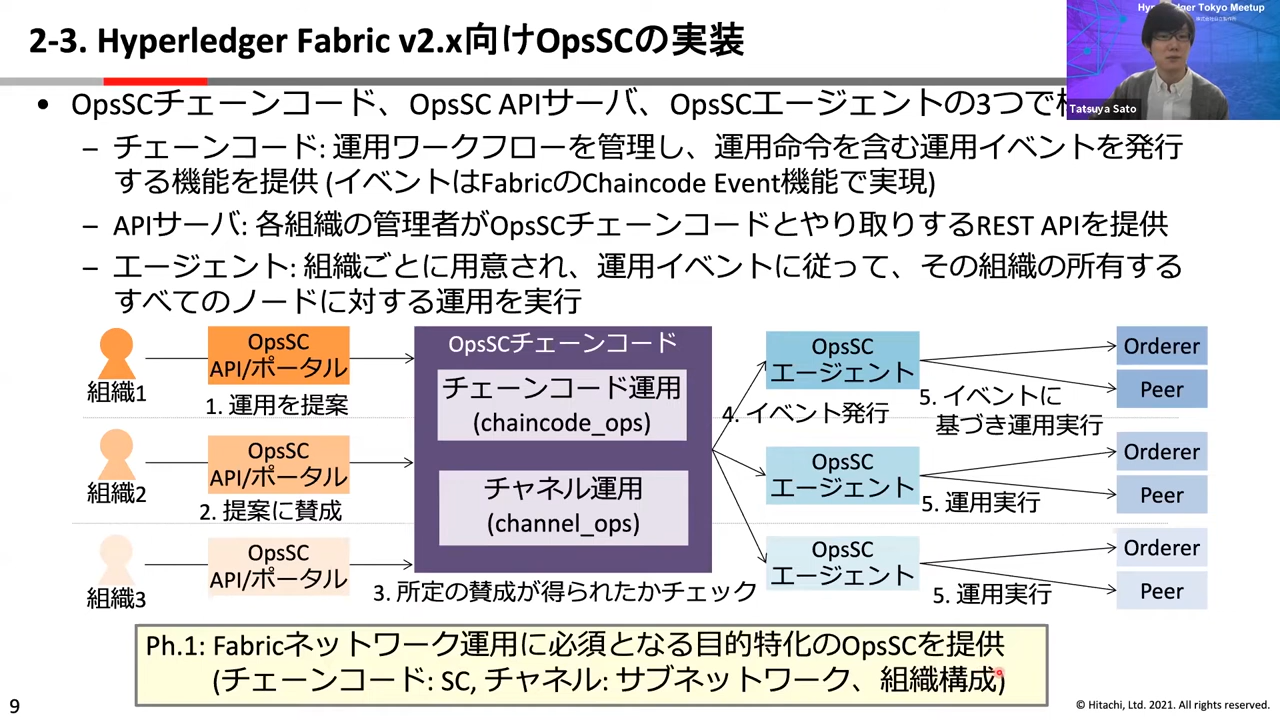 2-3. Hyperledger Fabric v2.x向けOpsSCの実装
Hyperledger Tokyo Meetup
Tatsuya Sato
• OpsSCチェーンコード、OpsSC APIサーバ、OpsSCエージェントの3つで
– チェーンコード: 運用ワークフローを管理し、運用命令を含む運用イベントを発行
する機能を提供 (イベントはFabricのChaincode Event機能で実現)
– APIサーバ: 各組織の管理者がOpsSCチェーンコードとやり取りするREST APIを提供
– エージェント: 組織ごとに用意され、運用イベントに従って、その組織の所有する
すべてのノードに対する運用を実行
組織1
OpsSC
API/ポータル
1. 運用を提案
組織2
OpsSC
API/ポータル
2. 提案に賛成
組織3
OpsSC
API/ポータル
OpsSCチェーンコード
チェーンコード運用
(chaincode_ops)
チャネル運用
(channel_ops)
3. 所定の賛成が得られたかチェック
4. イベント発行
OpsSC
エージェント
5. イベントに
基づき運用実行
Orderer
Peer
OpsSC
エージェント
5. 運用実行
Orderer
Peer
OpsSC
エージェント
5. 運用実行
Orderer
Peer
Ph.1: Fabricネットワーク運用に必須となる目的特化のOpsSCを提供
(チェーンコード: SC, チャネル: サブネットワーク、組織構成)
9
© Hitachi, Ltd. 2021. All rights reserved.